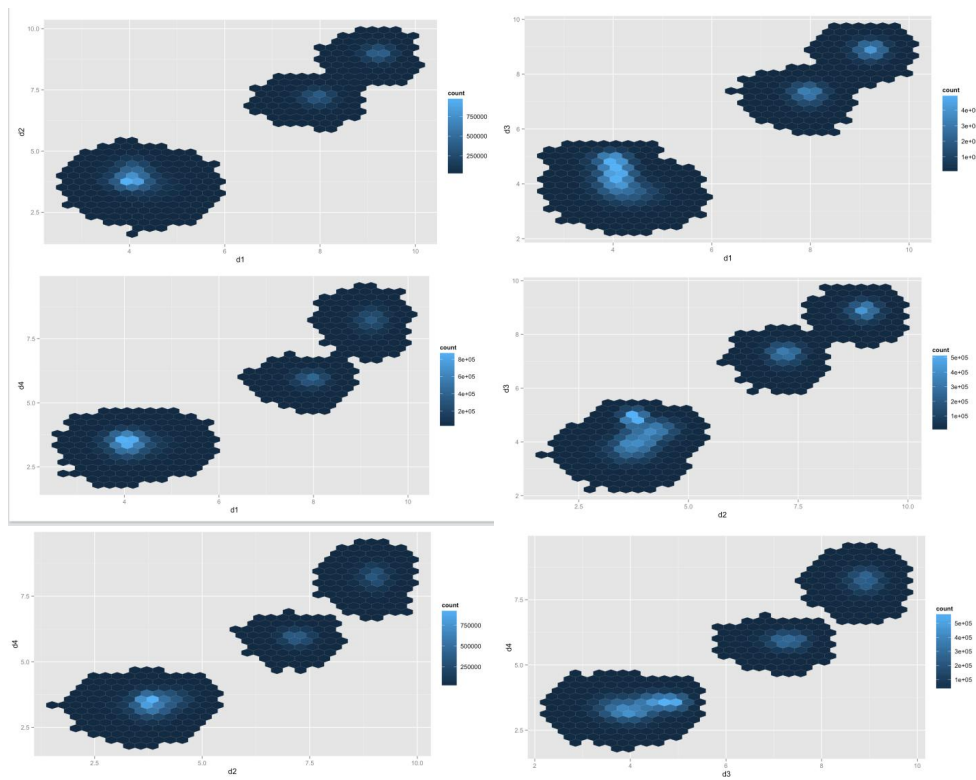 10.0
7.5
5.0
2.5
d2
4
6
8
10
d1
count
750000
500000
250000
10
8
6
4
2
d3
4
6
8
10
d1
count
4e+0
3e+0
2e+0
1e+0
7.5
5.0
2.5
d4
4
6
8
10
d1
count
8e+05
6e+05
4e+05
2e+05
10
8
6
4
2
d3
2.5
5.0
7.5
10.0
d2
count
5e+05
4e+05
3e+05
2e+05
1e+05
7.5
5.0
2.5
d4
2.5
5.0
7.5
10.0
d2
count
750000
500000
250000
7.5
5.0
2.5
d4
2
4
6
8
10
d3
count
5e+05
4e+05
3e+05
2e+05
1e+05